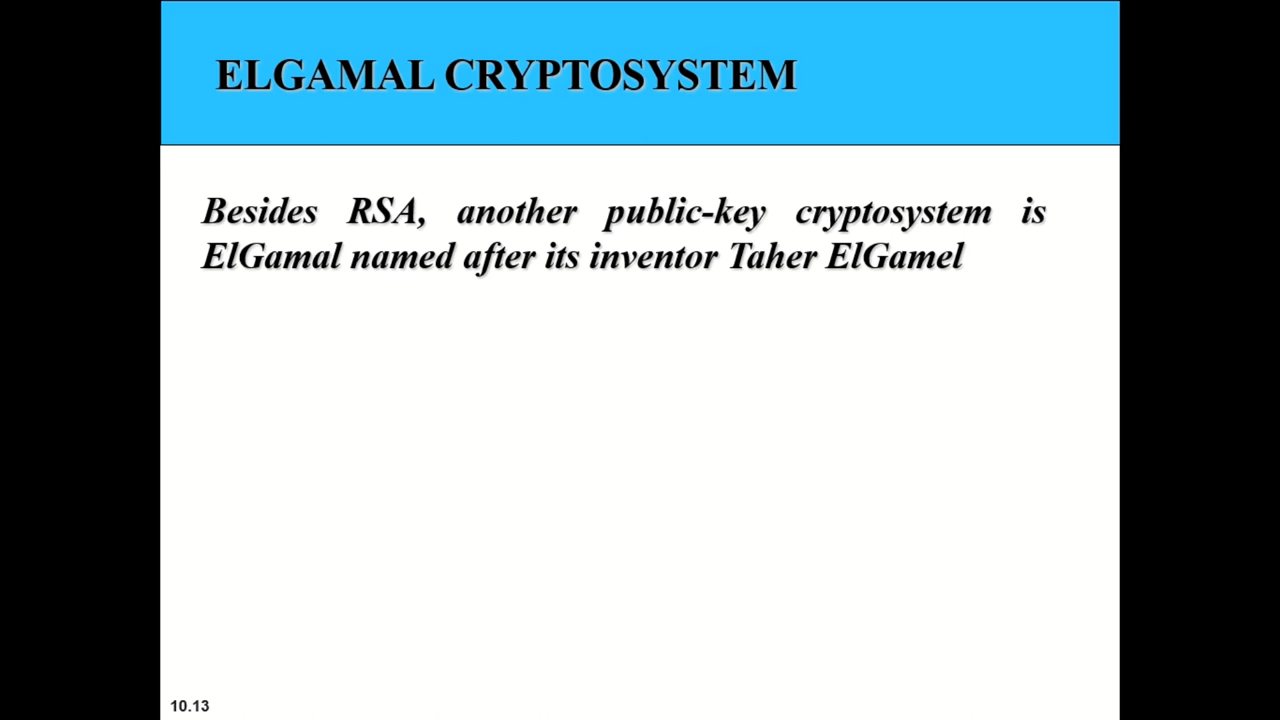 ELGAMAL CRYPTOSYSTEM
Besides RSA, another public-key cryptosystem is
ElGamal named after its inventor Taher ElGamel
10.13